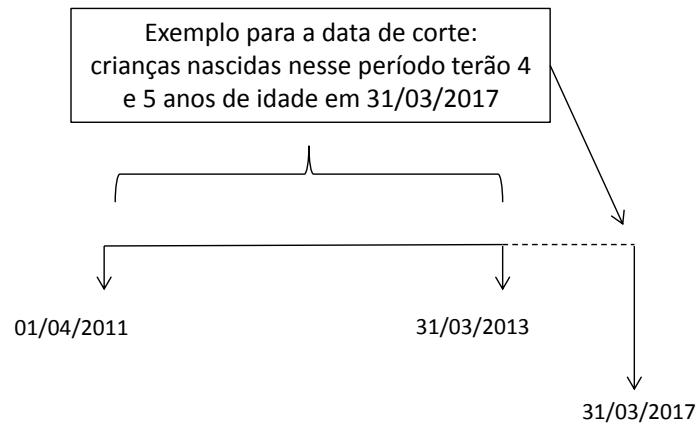 Exemplo para a data de corte:
crianças nascidas nesse período terão 4
e 5 anos de idade em 31/03/2017
01/04/2011
31/03/2013
31/03/2017